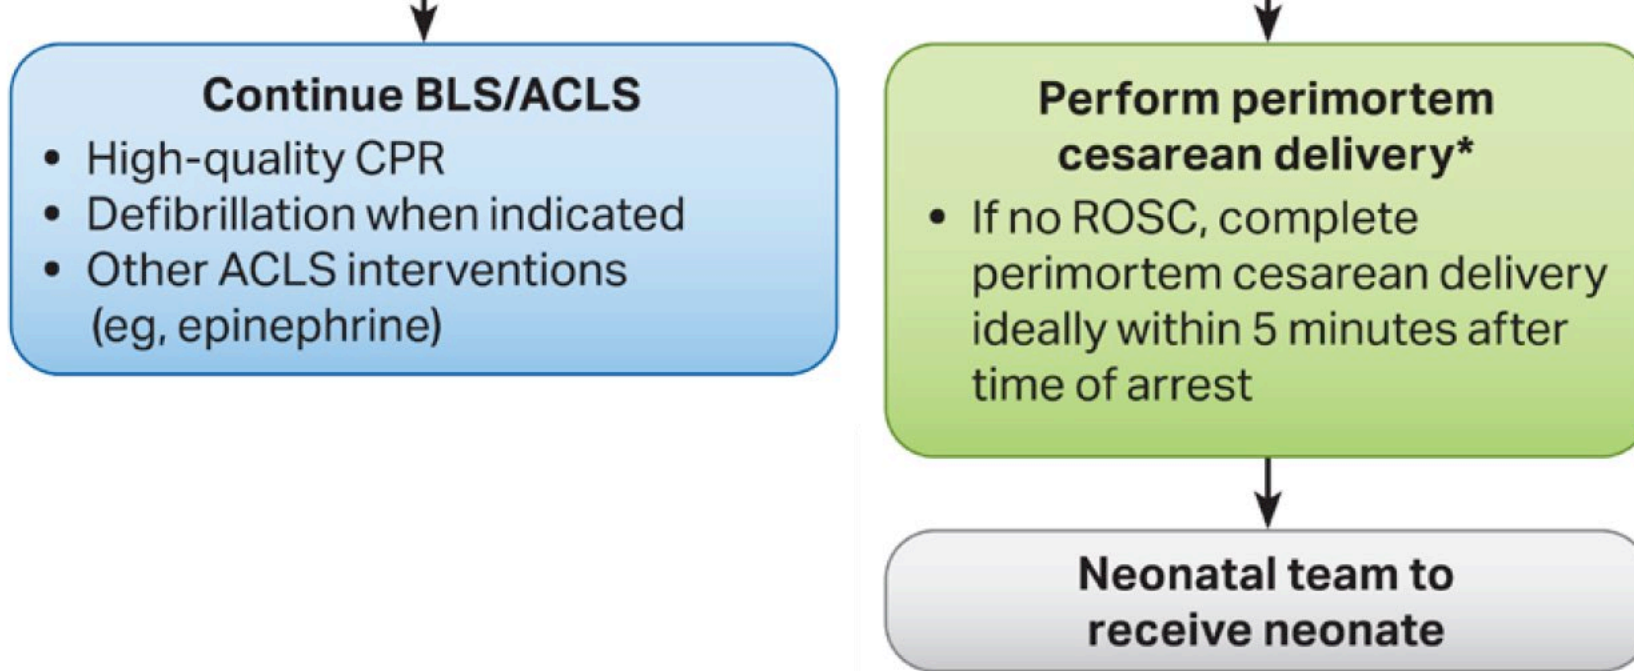 Continue BLS/ACLS
• High-quality CPR
• Defibrillation when indicated
• Other ACLS interventions
(eg, epinephrine)
Perform perimortem
cesarean delivery*
• If no ROSC, complete
perimortem cesarean delivery
ideally within 5 minutes after
time of arrest
Neonatal team to
receive neonate